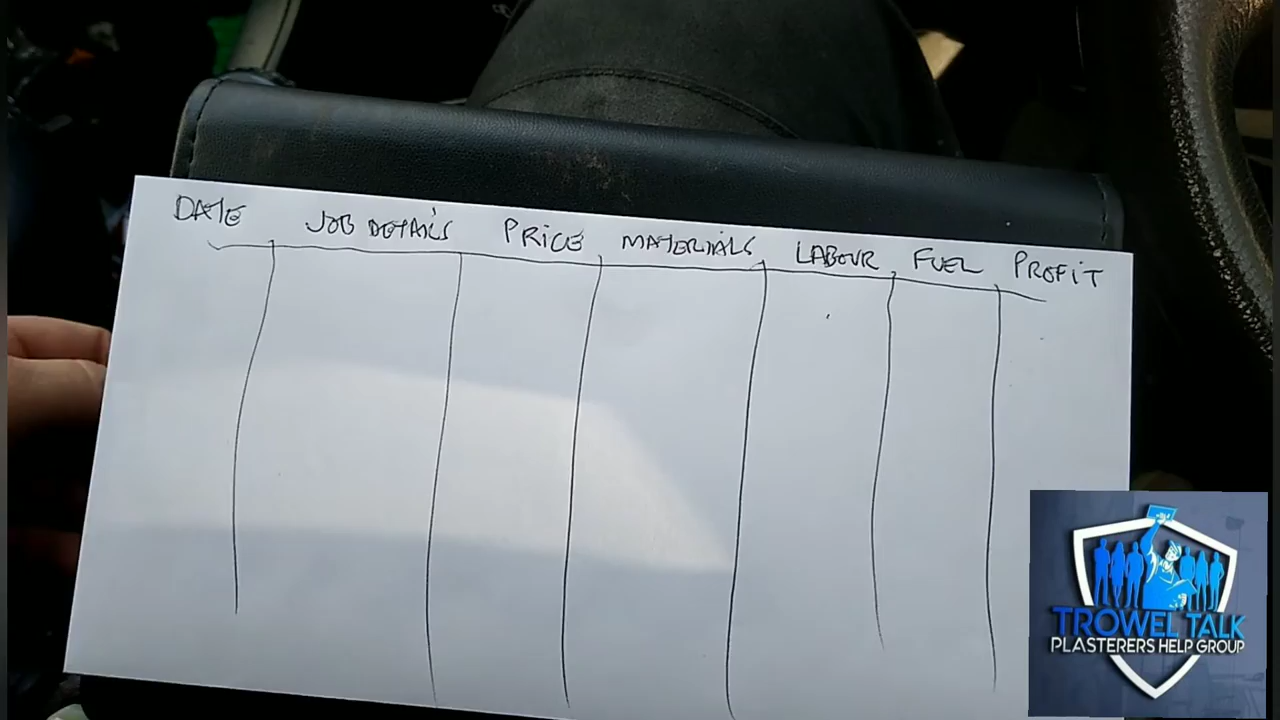 DATE JOB DETAILS PRICE MATERIALS LABOUR FUEL PROFIT
TROWEL TALK
PLASTERERS HELP GROUP